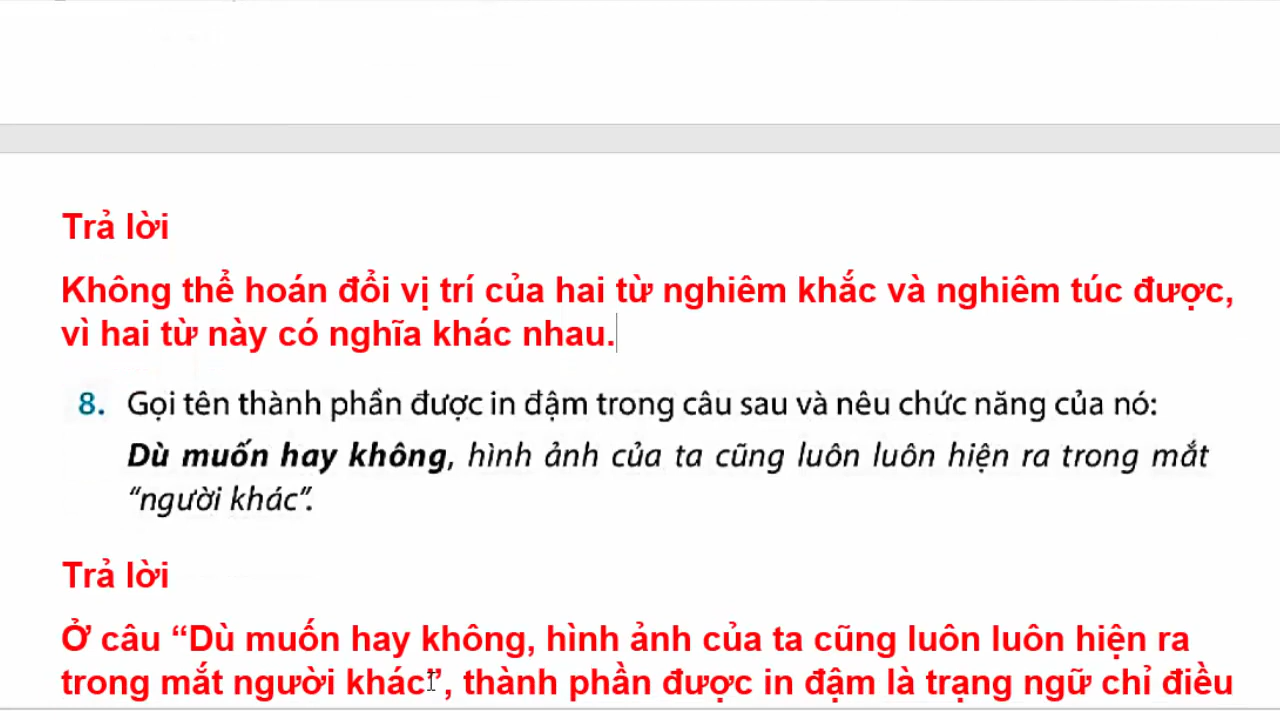 Trả lời
Không thể hoán đổi vị trí của hai từ nghiêm khắc và nghiêm túc được,
vì hai từ này có nghĩa khác nhau.
8. Gọi tên thành phần được in đậm trong câu sau và nêu chức năng của nó:
Dù muốn hay không, hình ảnh của ta cũng luôn luôn hiện ra trong mắt
“người khác”.
Trả lời
Ở câu “Dù muốn hay không, hình ảnh của ta cũng luôn luôn hiện ra
trong mắt người khác”, thành phần được in đậm là trạng ngữ chỉ điều